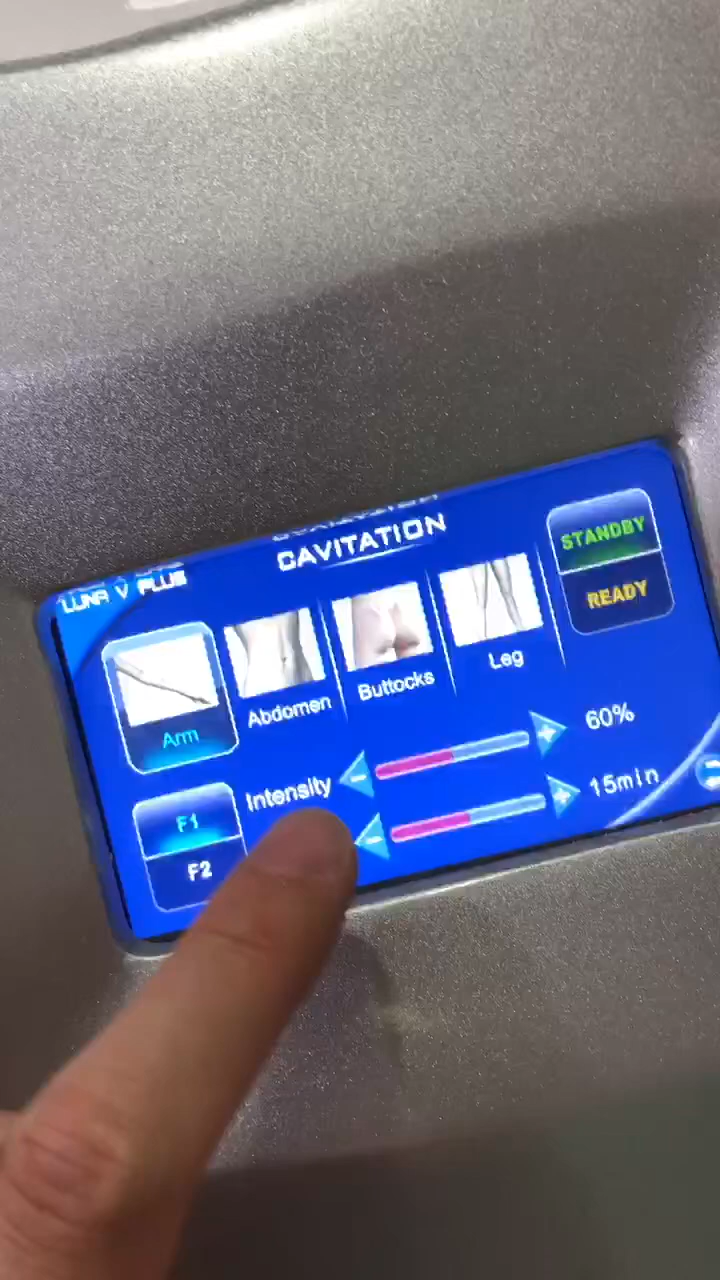 LUNA V PLUS
CAVITATION
STANDBY
READY
Arm
Abdomen
Buttocks
Leg
F1
F2
Intensity
- + 60%
- + 15min